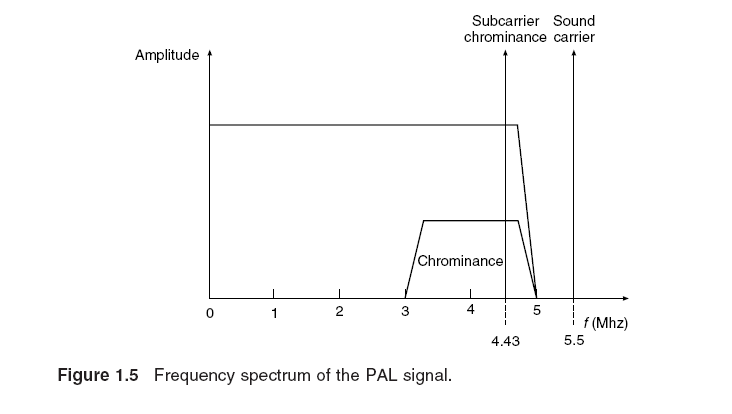 Subcarrier Sound
chrominance carrier
Amplitude
Chrominance
0 1 2 3 4 5
f (Mhz)
4.43 5.5
Figure 1.5 Frequency spectrum of the PAL signal.